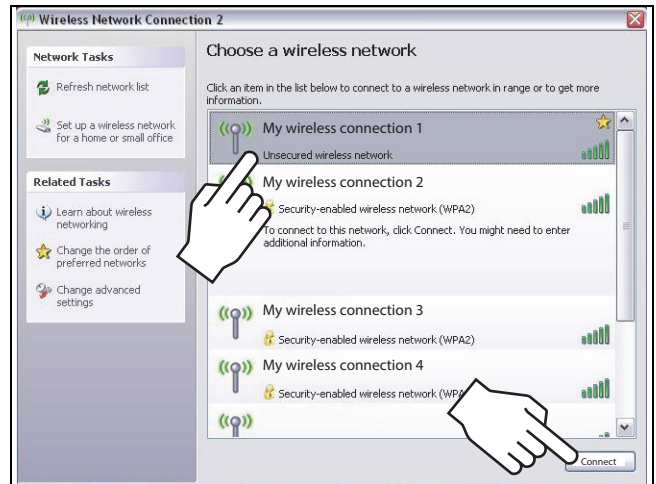 Wireless Network Connection 2
Network Tasks
Refresh network list
Set up a wireless network
for a home or small office
Related Tasks
Learn about wireless
networking
Change the order of
preferred networks
Change advanced
settings
Choose a wireless network
Click an item in the list below to connect to a wireless network in range or to get more
information.
My wireless connection 1
Unsecured wireless network
My wireless connection 2
Security-enabled wireless network (WPA2)
To connect to this network, click Connect. You might need to enter
additional information.
My wireless connection 3
Security-enabled wireless network (WPA2)
My wireless connection 4
Security-enabled wireless network
Connect